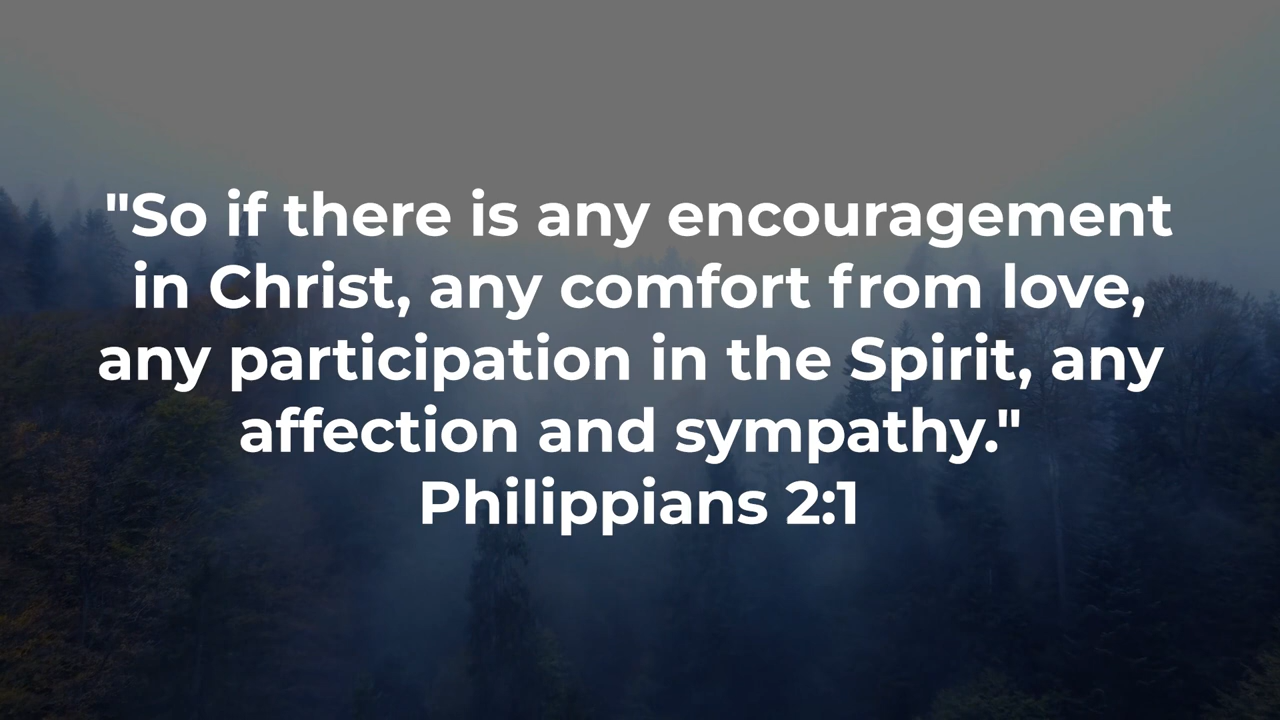 "So if there is any encouragement
in Christ, any comfort from love,
any participation in the Spirit, any
affection and sympathy."
Philippians 2:1